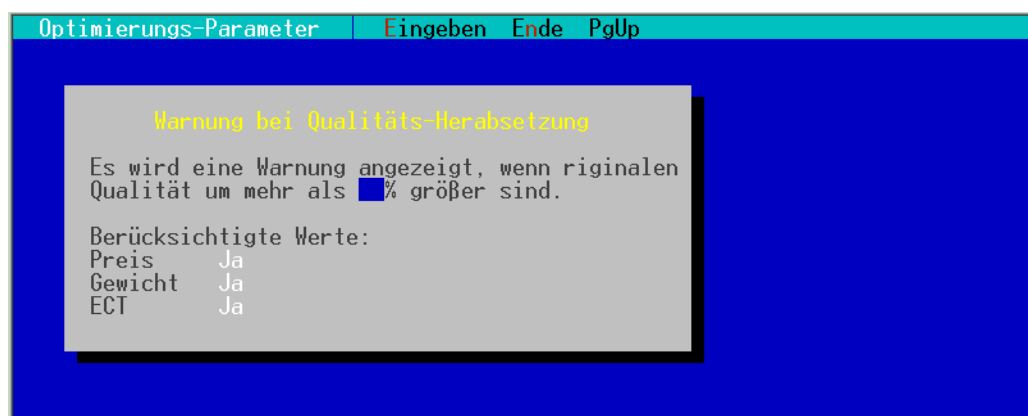 Optimierungs-Parameter Eingeben Ende PgUp
Warnung bei Qualitäts-Herabsetzung
Es wird eine Warnung angezeigt, wenn riginalen
Qualität um mehr als % größer sind.
Berücksichtigte Werte:
Preis Ja
Gewicht Ja
ECT Ja